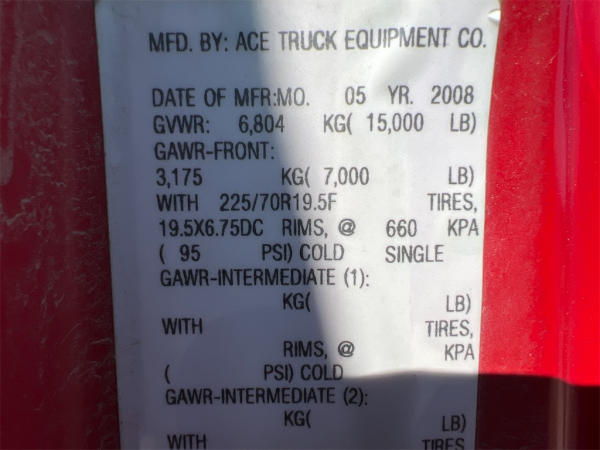 MFD. BY: ACE TRUCK EQUIPMENT CO.
DATE OF MFR:MO. 05 YR. 2008
GVWR: 6,804 KG( 15,000 LB)
GAWR-FRONT:
3,175 KG( 7,000 LB)
WITH 225/70R19.5F TIRES,
19.5X6.75DC RIMS, @ 660 KPA
( 95 PSI) COLD SINGLE
GAWR-INTERMEDIATE (1):
KG( LB)
WITH TIRES,
RIMS, @ KPA
( PSI) COLD
GAWR-INTERMEDIATE (2):
KG( LB)
WITH TIRES